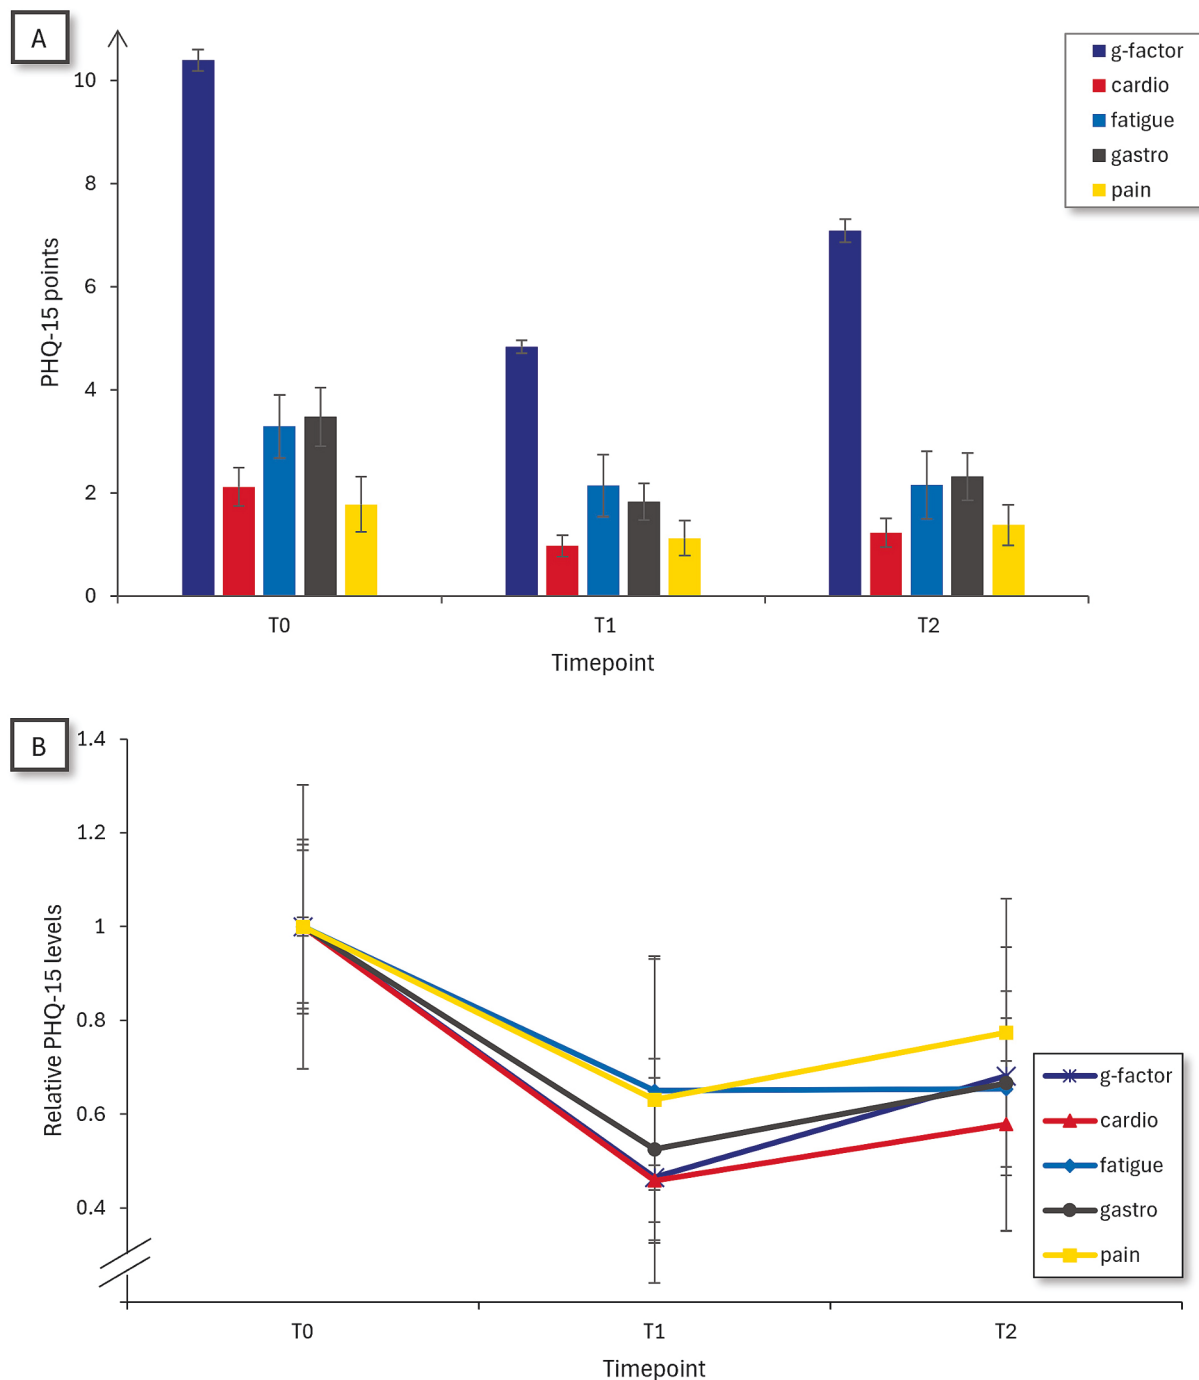 A
g-factor
cardio
fatigue
gastro
pain
10
8
6
4
2
0
PHQ-15 points
T0 T1 T2
Timepoint
B
1.4
1.2
1
0.8
0.6
0.4
Relative PHQ-15 levels
g-factor
cardio
fatigue
gastro
pain
T0 T1 T2
Timepoint